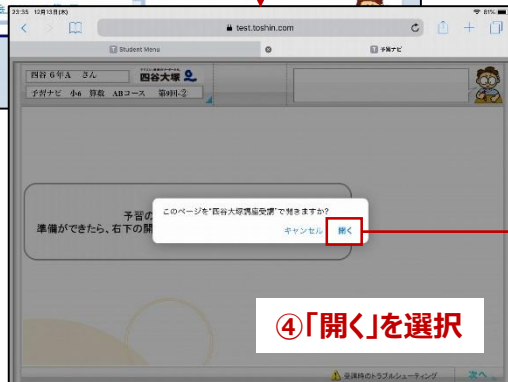 23:35 12月13日(木)
81%
test.toshin.com
Student Menu
予習ナビ
四谷 6年A さん
四谷大塚
予習ナビ 小6 算数 ABコース 第9回-2
予習の
準備ができたら、右下の開
このページを"四谷大塚講座受講"で開きますか?
キャンセル 開く
④「開く」を選択
受講時のトラブルシューティング
次へ